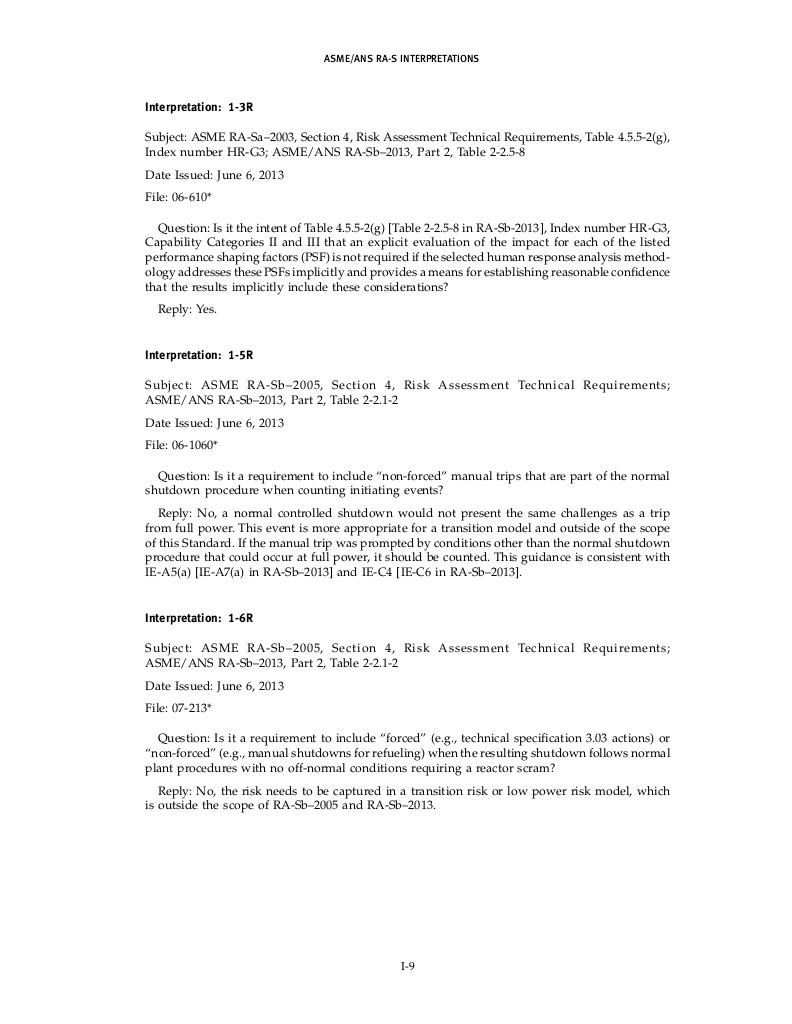 ASME/ANS RA-S INTERPRETATIONS
Interpretation: 1-3R
Subject: ASME RA-Sa–2003, Section 4, Risk Assessment Technical Requirements, Table 4.5.5-2(g),
Index number HR-G3; ASME/ANS RA-Sb–2013, Part 2, Table 2-2.5-8
Date Issued: June 6, 2013
File: 06-610*
Question: Is it the intent of Table 4.5.5-2(g) [Table 2-2.5-8 in RA-Sb-2013], Index number HR-G3,
Capability Categories II and III that an explicit evaluation of the impact for each of the listed
performance shaping factors (PSF) is not required if the selected human response analysis method-
ology addresses these PSFs implicitly and provides a means for establishing reasonable confidence
that the results implicitly include these considerations?
Reply: Yes.
Interpretation: 1-5R
Subject: ASME RA-Sb–2005, Section 4, Risk Assessment Technical Requirements;
ASME/ANS RA-Sb–2013, Part 2, Table 2-2.1-2
Date Issued: June 6, 2013
File: 06-1060*
Question: Is it a requirement to include “non-forced” manual trips that are part of the normal
shutdown procedure when counting initiating events?
Reply: No, a normal controlled shutdown would not present the same challenges as a trip
from full power. This event is more appropriate for a transition model and outside of the scope
of this Standard. If the manual trip was prompted by conditions other than the normal shutdown
procedure that could occur at full power, it should be counted. This guidance is consistent with
IE-A5(a) [IE-A7(a) in RA-Sb–2013] and IE-C4 [IE-C6 in RA-Sb–2013].
Interpretation: 1-6R
Subject: ASME RA-Sb–2005, Section 4, Risk Assessment Technical Requirements;
ASME/ANS RA-Sb–2013, Part 2, Table 2-2.1-2
Date Issued: June 6, 2013
File: 07-213*
Question: Is it a requirement to include “forced” (e.g., technical specification 3.03 actions) or
“non-forced” (e.g., manual shutdowns for refueling) when the resulting shutdown follows normal
plant procedures with no off-normal conditions requiring a reactor scram?
Reply: No, the risk needs to be captured in a transition risk or low power risk model, which
is outside the scope of RA-Sb–2005 and RA-Sb–2013.
I-9